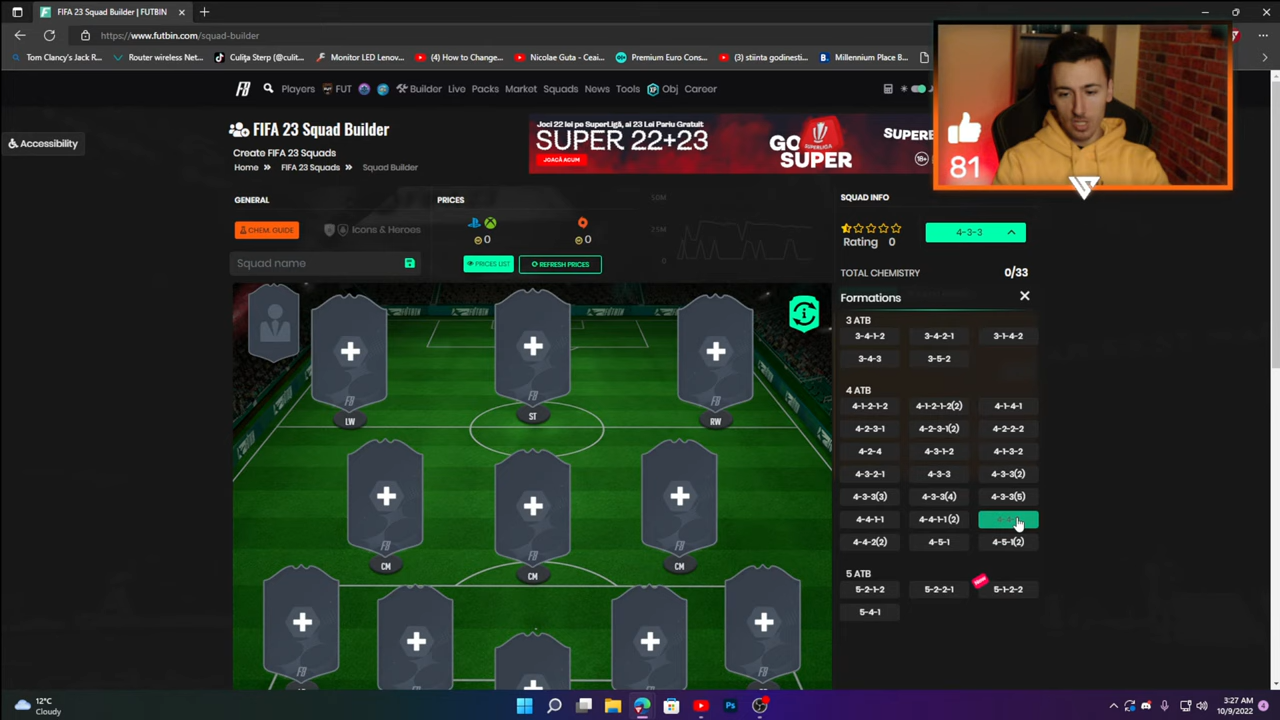 FIFA 23 Squad Builder | FUTBIN
https://www.futbin.com/squad-builder
Tom Clancy's Jack R...
Router wireless Net...
TikTok (@culit...
Monitor LED Lenov...
(4) How to Change...
Nicolae Guta - Ceai...
Premium Euro Cons...
(3) stiinta godinesti...
Millennium Place B...
Players
FUT
Builder
Live
Packs
Market
Squads
News
Tools
Obj
Career
Accessibility
FIFA 23 Squad Builder
Create FIFA 23 Squads
Home
FIFA 23 Squads
Squad Builder
Joci 22 lei pe SuperLigă, ai 23 lei Pariu Gratuit
SUPER 22+23
JOACĂ ACUM
GO
SUPER
SUPER
18+
81
GENERAL
PRICES
SQUAD INFO
CHEM. GUIDE
Icons & Heroes
0
0
Squad name
PRICES LIST
REFRESH PRICES
Rating 0
4-3-3
TOTAL CHEMISTRY 0/33
Formations
3 ATB
3-4-1-2
3-4-2-1
3-1-4-2
3-4-3
3-5-2
4 ATB
4-1-2-1-2
4-1-2-1-2(2)
4-1-4-1
4-2-3-1
4-2-3-1(2)
4-2-2-2
4-2-4
4-3-1-2
4-1-3-2
4-3-2-1
4-3-3
4-3-3(2)
4-3-3(3)
4-3-3(4)
4-3-3(5)
4-4-1-1
4-4-1-1 (2)
4-4-2(2)
4-5-1
4-5-1(2)
5 ATB
5-2-1-2
5-2-2-1
5-1-2-2
5-4-1
LW
ST
RW
CM
CM
CM
12°C
Cloudy
3:27 AM
10/9/2022